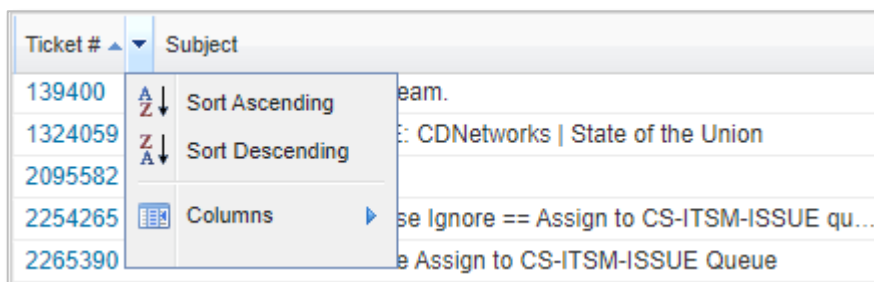 Ticket # Subject
139400 Sort Ascending eam.
1324059 : CDNetworks | State of the Union
Sort Descending
2095582
2254265 Columns se Ignore == Assign to CS-ITSM-ISSUE qu...
2265390 e Assign to CS-ITSM-ISSUE Queue